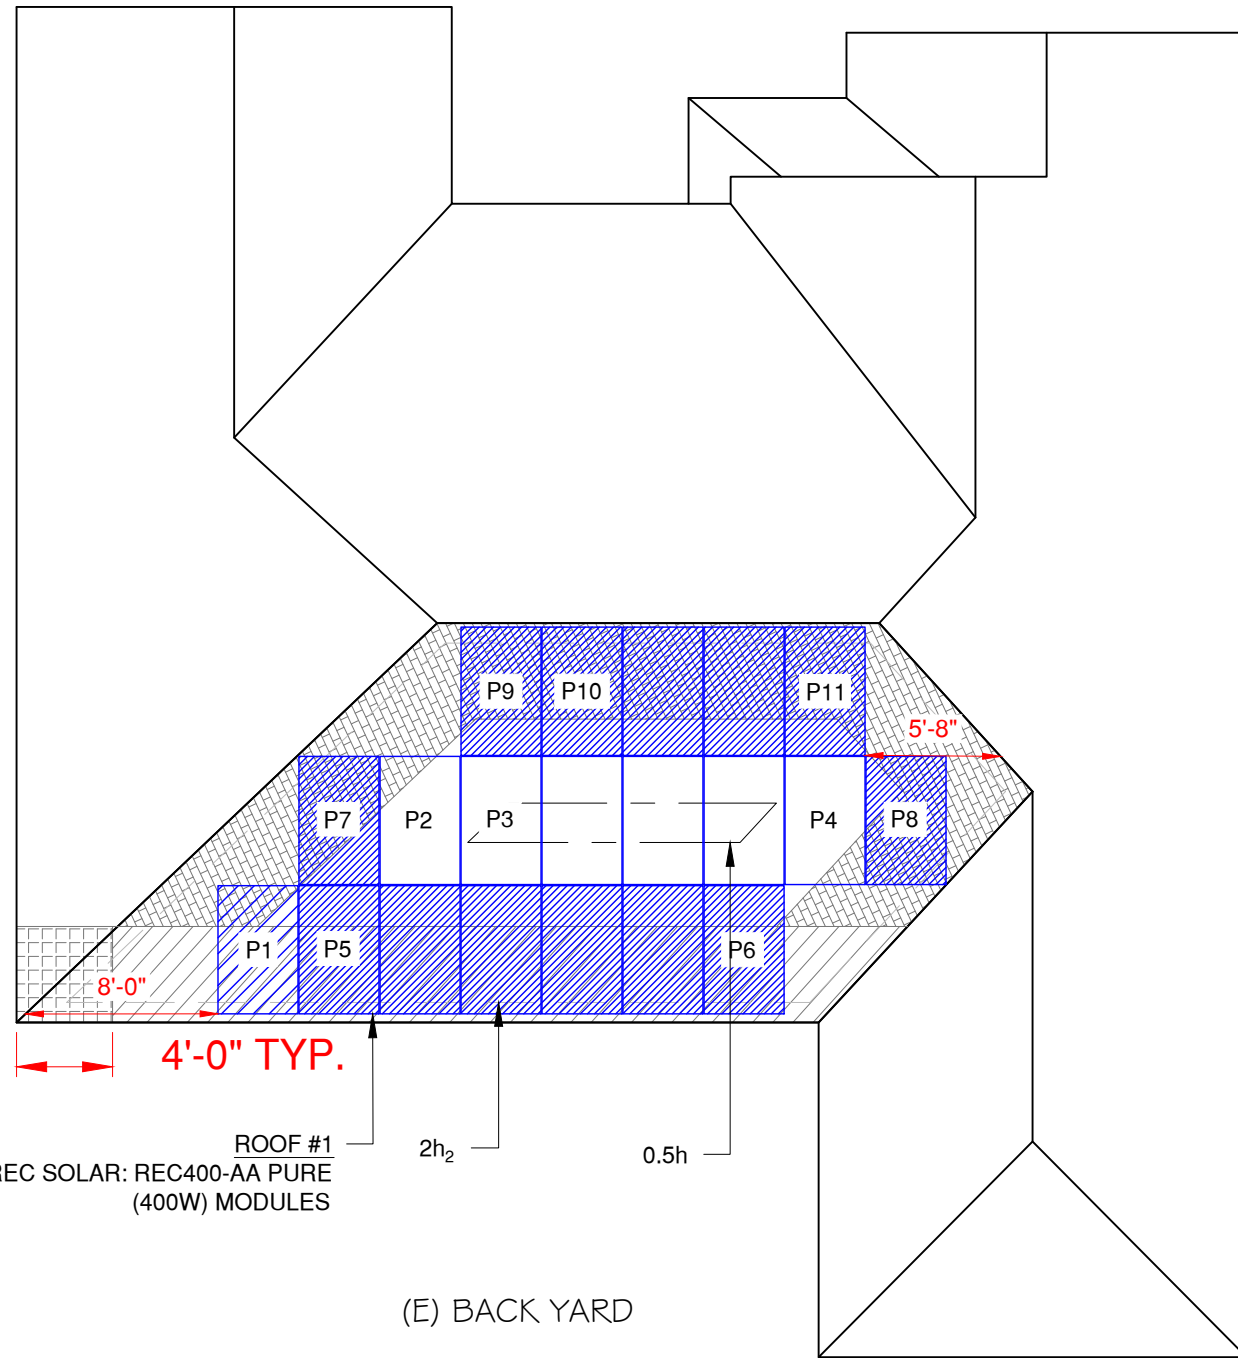 P9
P10
P11
5'-8"
P7
P2
P3
P4
P8
P1
P5
P6
8'-0"
4'-0" TYP.
ROOF #1
REC SOLAR: REC400-AA PURE
(400W) MODULES
2h₂
0.5h
(E) BACK YARD